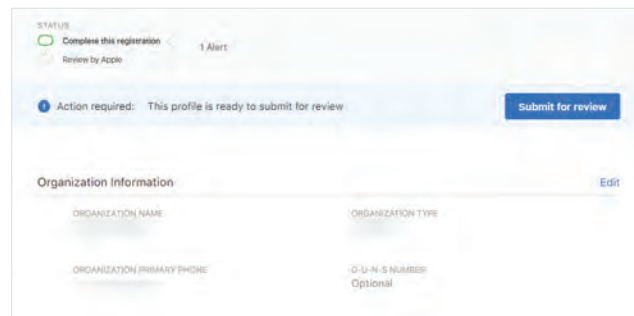 STATUS
Complete this registration
1 Alert
Review by Apple
Action required: This profile is ready to submit for review
Submit for review
Organization Information
Edit
ORGANIZATION NAME
ORGANIZATION TYPE
ORGANIZATION PRIMARY PHONE
D-U-N-S NUMBER
Optional